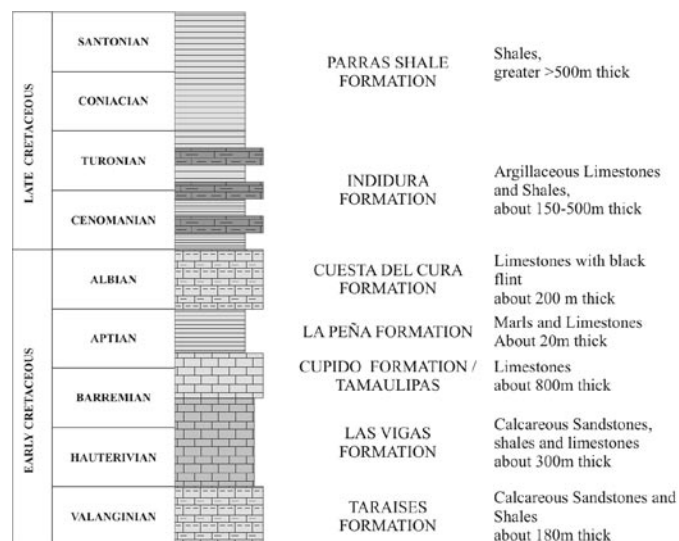 LATE CRETACEOUS
SANTONIAN
CONIACIAN
TURONIAN
CENOMANIAN
EARLY CRETACEOUS
ALBIAN
APTIAN
BARREMIAN
HAUTERIVIAN
VALANGINIAN
PARRAS SHALE
FORMATION
Shales,
greater >500m thick
INDIDURA
FORMATION
Argillaceous Limestones
and Shales,
about 150-500m thick
CUESTA DEL CURA
FORMATION
Limestones with black
flint
about 200 m thick
LA PEÑA FORMATION
Marls and Limestones
About 20m thick
CUPIDO FORMATION /
TAMAULIPAS
Limestones
about 800m thick
LAS VIGAS
FORMATION
Calcareous Sandstones,
shales and limestones
about 300m thick
TARAISES
FORMATION
Calcareous Sandstones and
Shales
about 180m thick